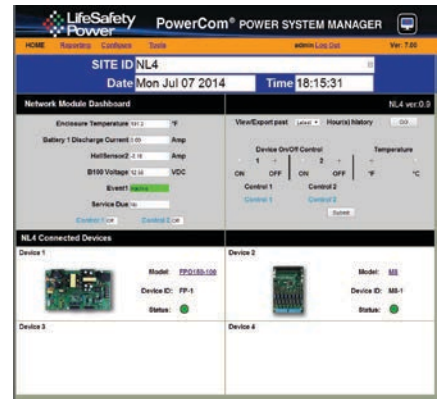 LifeSafety Power PowerCom® POWER SYSTEM MANAGER
HOME Reporting Configure Tools admin Log Out Ver: 7.00
SITE ID NL4
Date Mon Jul 07 2014 Time 18:15:31
Network Module Dashboard NL4 ver:0.9
Enclosure Temperature °F
Battery 1 Discharge Current Amp
HallSensor2 Amp
B100 Voltage VDC
Event1
Service Due No
Control 1 Off Control 2 Off
View/Export past Latest Hour(s) history GO
Device On/Off Control Temperature
- 1 + - 2 +
ON OFF ON OFF °F °C
Control 1 Control 2
Control 1 Control 2
Submit
NL4 Connected Devices
Device 1 Device 2
Model: FPO150-100 Model: M8
Device ID: FP-1 Device ID: M8-1
Status: Status:
Device 3 Device 4